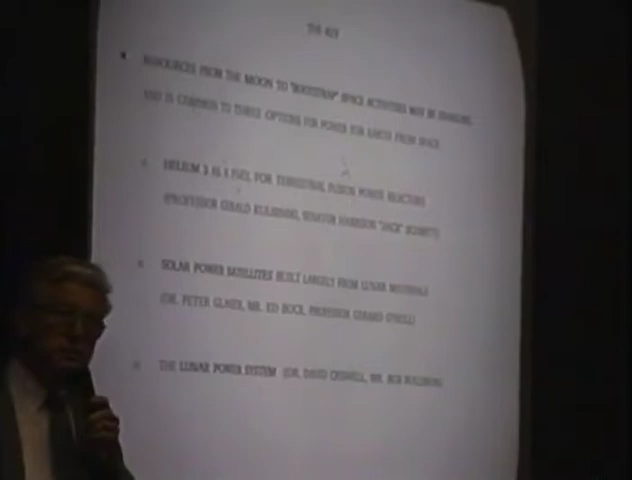 THE KEY
RESOURCES FROM THE MOON TO "BOOTSTRAP" SPACE ACTIVITIES MAY BE ENABLING
AND IS COMMON TO THREE OPTIONS FOR POWER FOR EARTH FROM SPACE
HELIUM 3 AS A FUEL FOR TERRESTRIAL FUSION POWER REACTORS
(PROFESSOR GERALD KULCINSKI, SENATOR HARRISON "JACK" SCHMITT)
SOLAR POWER SATELLITES BUILT LARGELY FROM LUNAR MATERIALS
(DR. PETER GLASER, MR. ED BOCK, PROFESSOR GERARD O'NEILL)
THE LUNAR POWER SYSTEM (DR. DAVID CRISWELL, MR. BOB WALDRON)